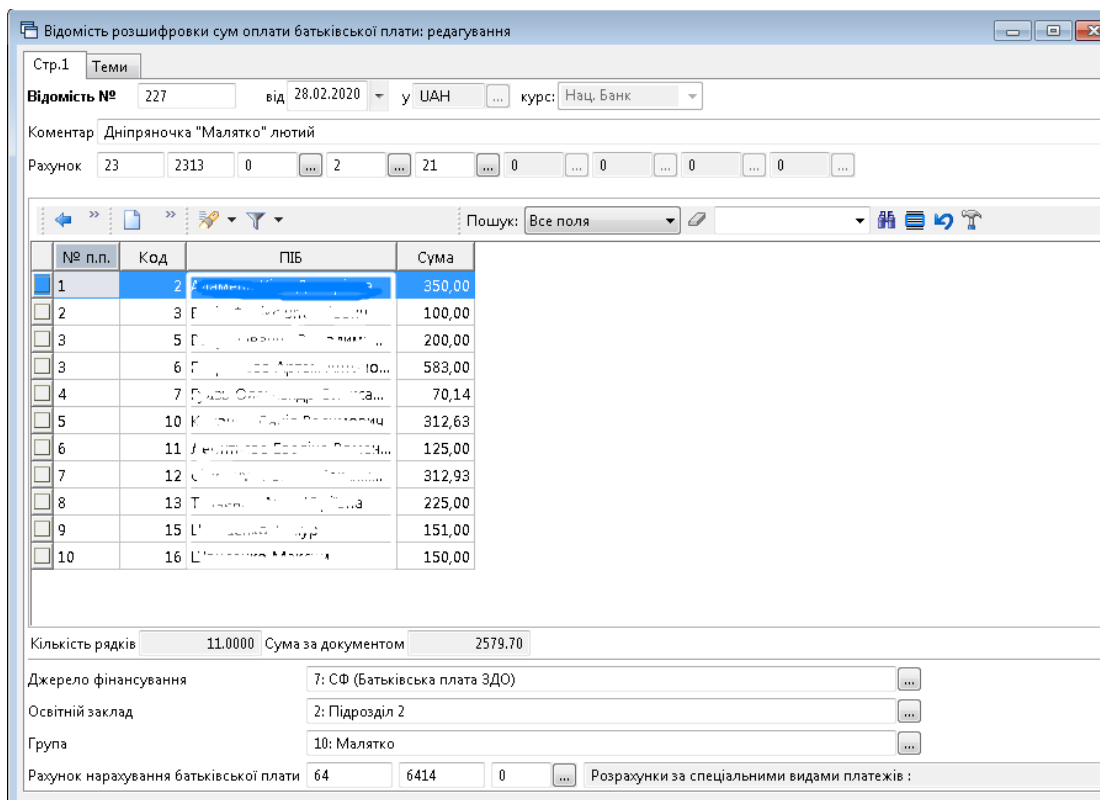 Відомість розшифровки сум оплати батьківської плати: редагування
Стр.1 Теми
Відомість № 227 від 28.02.2020 у UAH ... курс: Нац. Банк
Коментар Дніпряночка "Малятко" лютий
Рахунок 23 2313 0 ... 2 ... 21 ... 0 ... 0 ... 0 ... 0 ...
Пошук: Все поля
№ п.п. Код ПІБ Сума
1 2 350,00
2 3 100,00
3 5 200,00
3 6 583,00
4 7 70,14
5 10 312,63
6 11 125,00
7 12 312,93
8 13 225,00
9 15 151,00
10 16 150,00
Кількість рядків 11.0000 Сума за документом 2579.70
Джерело фінансування 7: СФ (Батьківська плата ЗДО) ...
Освітній заклад 2: Підрозділ 2 ...
Група 10: Малятко ...
Рахунок нарахування батьківської плати 64 6414 0 ... Розрахунки за спеціальними видами платежів :